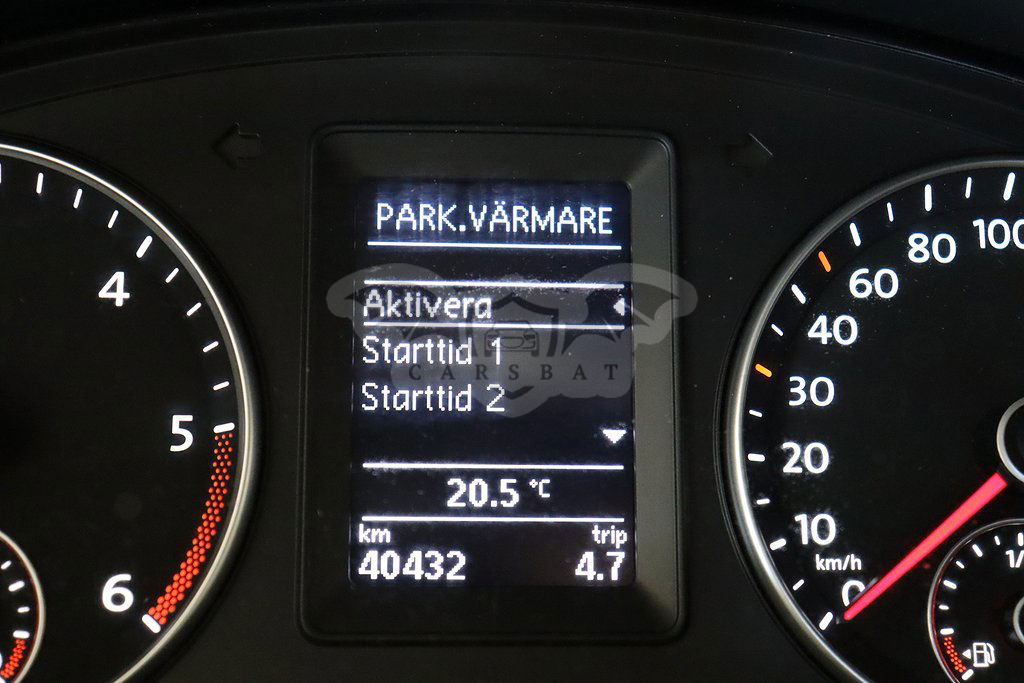 PARK.VÄRMARE
Aktivera
Starttid 1
CARSBAT
Starttid 2
20.5 °C
km trip
40432 4.7
4
5
6
100
80
60
40
30
20
10
km/h
0
1/